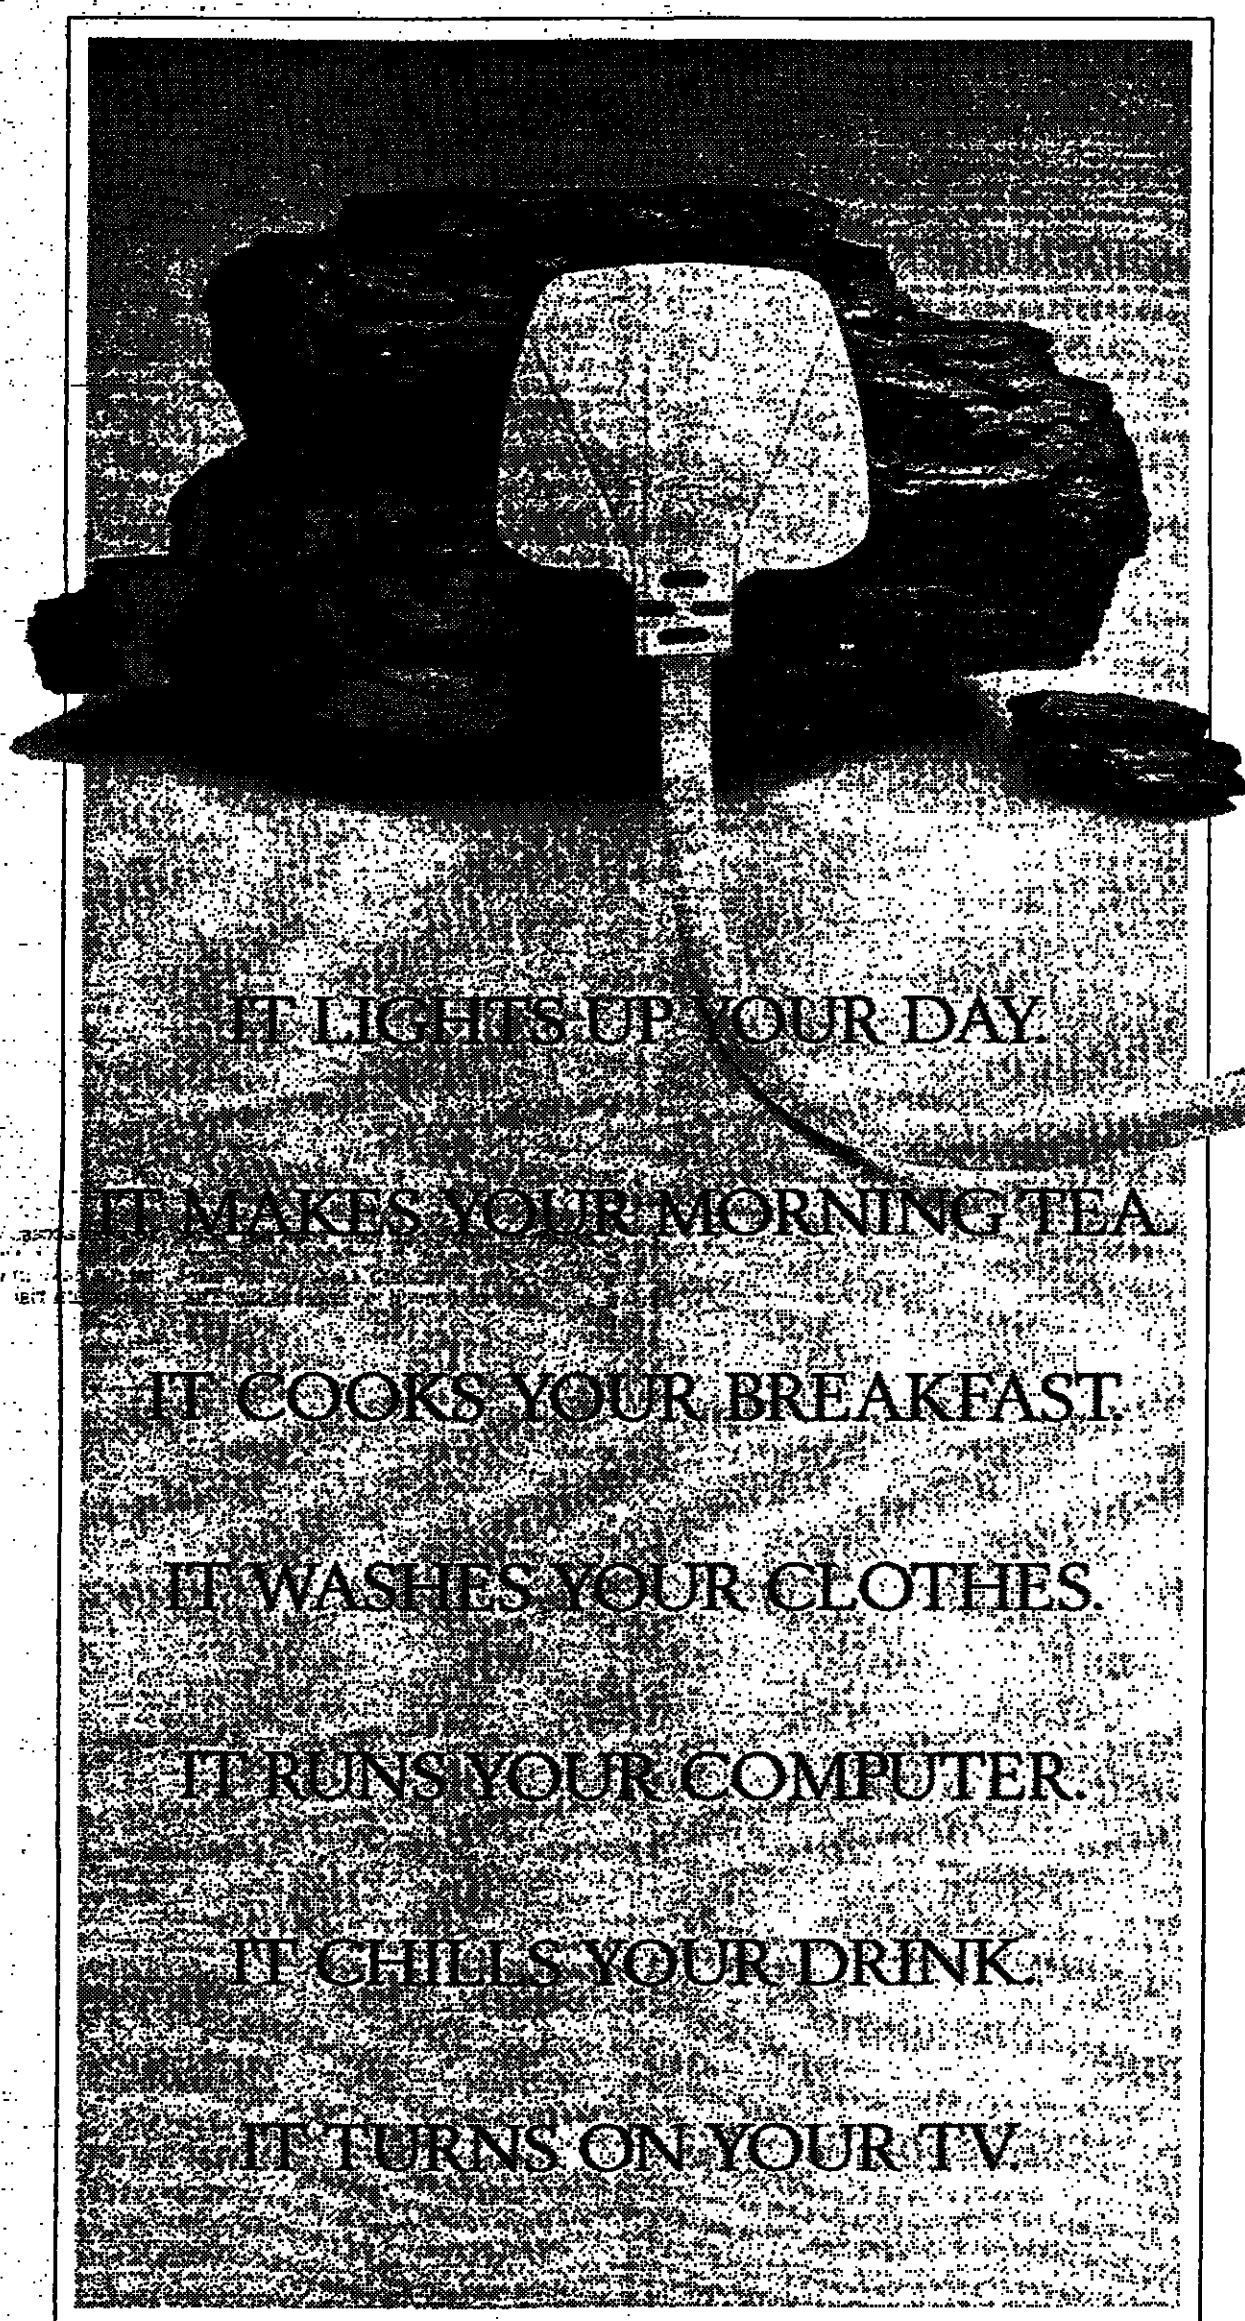 IT LIGHTS UP YOUR DAY.
IT MAKES YOUR MORNING TEA.
IT COOKS YOUR BREAKFAST.
IT WASHES YOUR CLOTHES.
IT RUNS YOUR COMPUTER.
IT CHILLS YOUR DRINK.
IT TURNS ON YOUR TV.